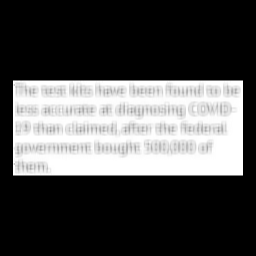 The test kits have been found to be
less accurate at diagnosing COVID-
19 than claimed, after the federal
government bought 500,000 of
them.